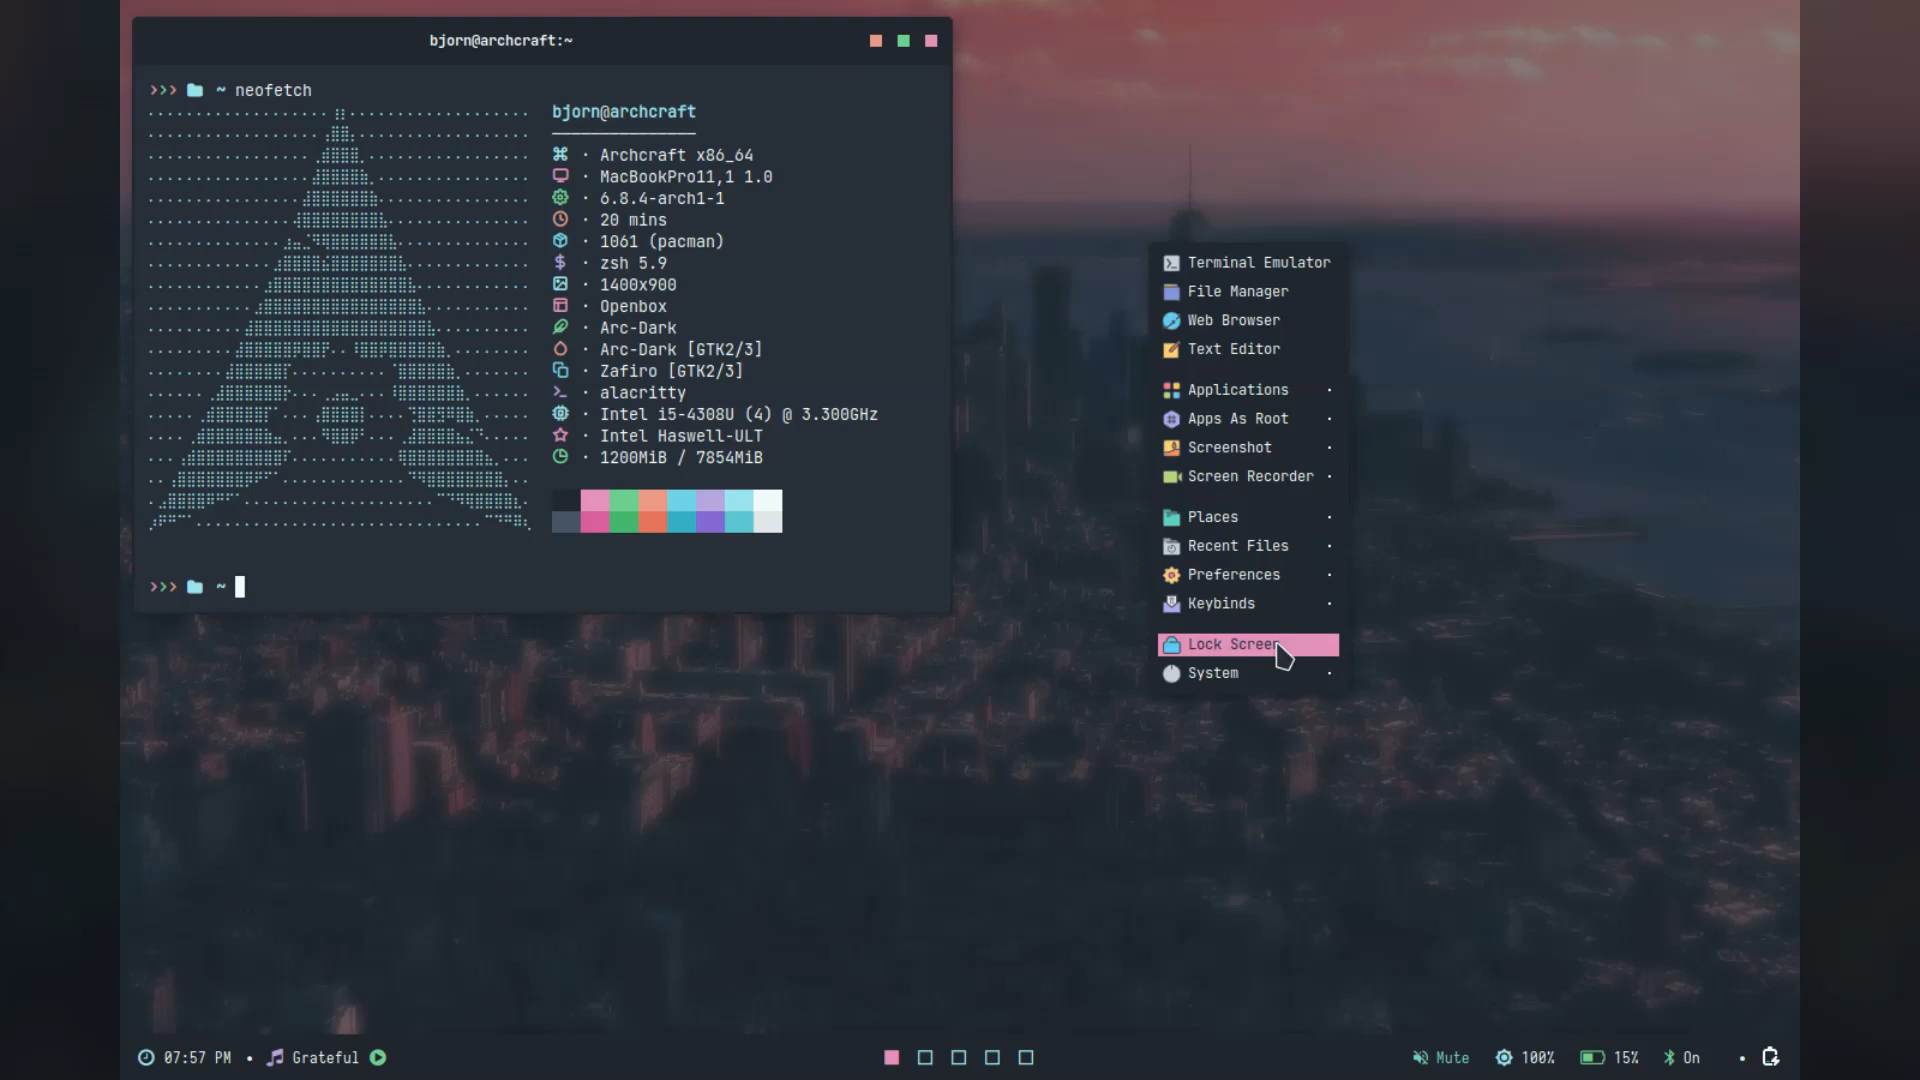 bjorn@archcraft:~
>>> ~ neofetch
bjorn@archcraft
· Archcraft x86_64
· MacBookPro11,1 1.0
· 6.8.4-arch1-1
· 20 mins
· 1061 (pacman)
· zsh 5.9
· 1400x900
· Openbox
· Arc-Dark
· Arc-Dark [GTK2/3]
· Zafiro [GTK2/3]
· alacritty
· Intel i5-4308U (4) @ 3.300GHz
· Intel Haswell-ULT
· 1200MiB / 7854MiB
>>> ~
Terminal Emulator
File Manager
Web Browser
Text Editor
Applications
Apps As Root
Screenshot
Screen Recorder
Places
Recent Files
Preferences
Keybinds
Lock Screen
System
07:57 PM • Grateful
Mute 100% 15% On